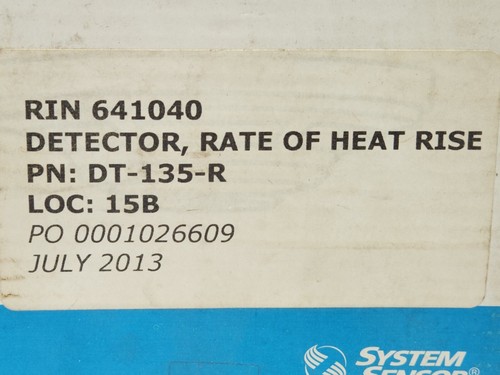 RIN 641040
DETECTOR, RATE OF HEAT RISE
PN: DT-135-R
LOC: 15B
PO 0001026609
JULY 2013
SYSTEM
SENSOR®